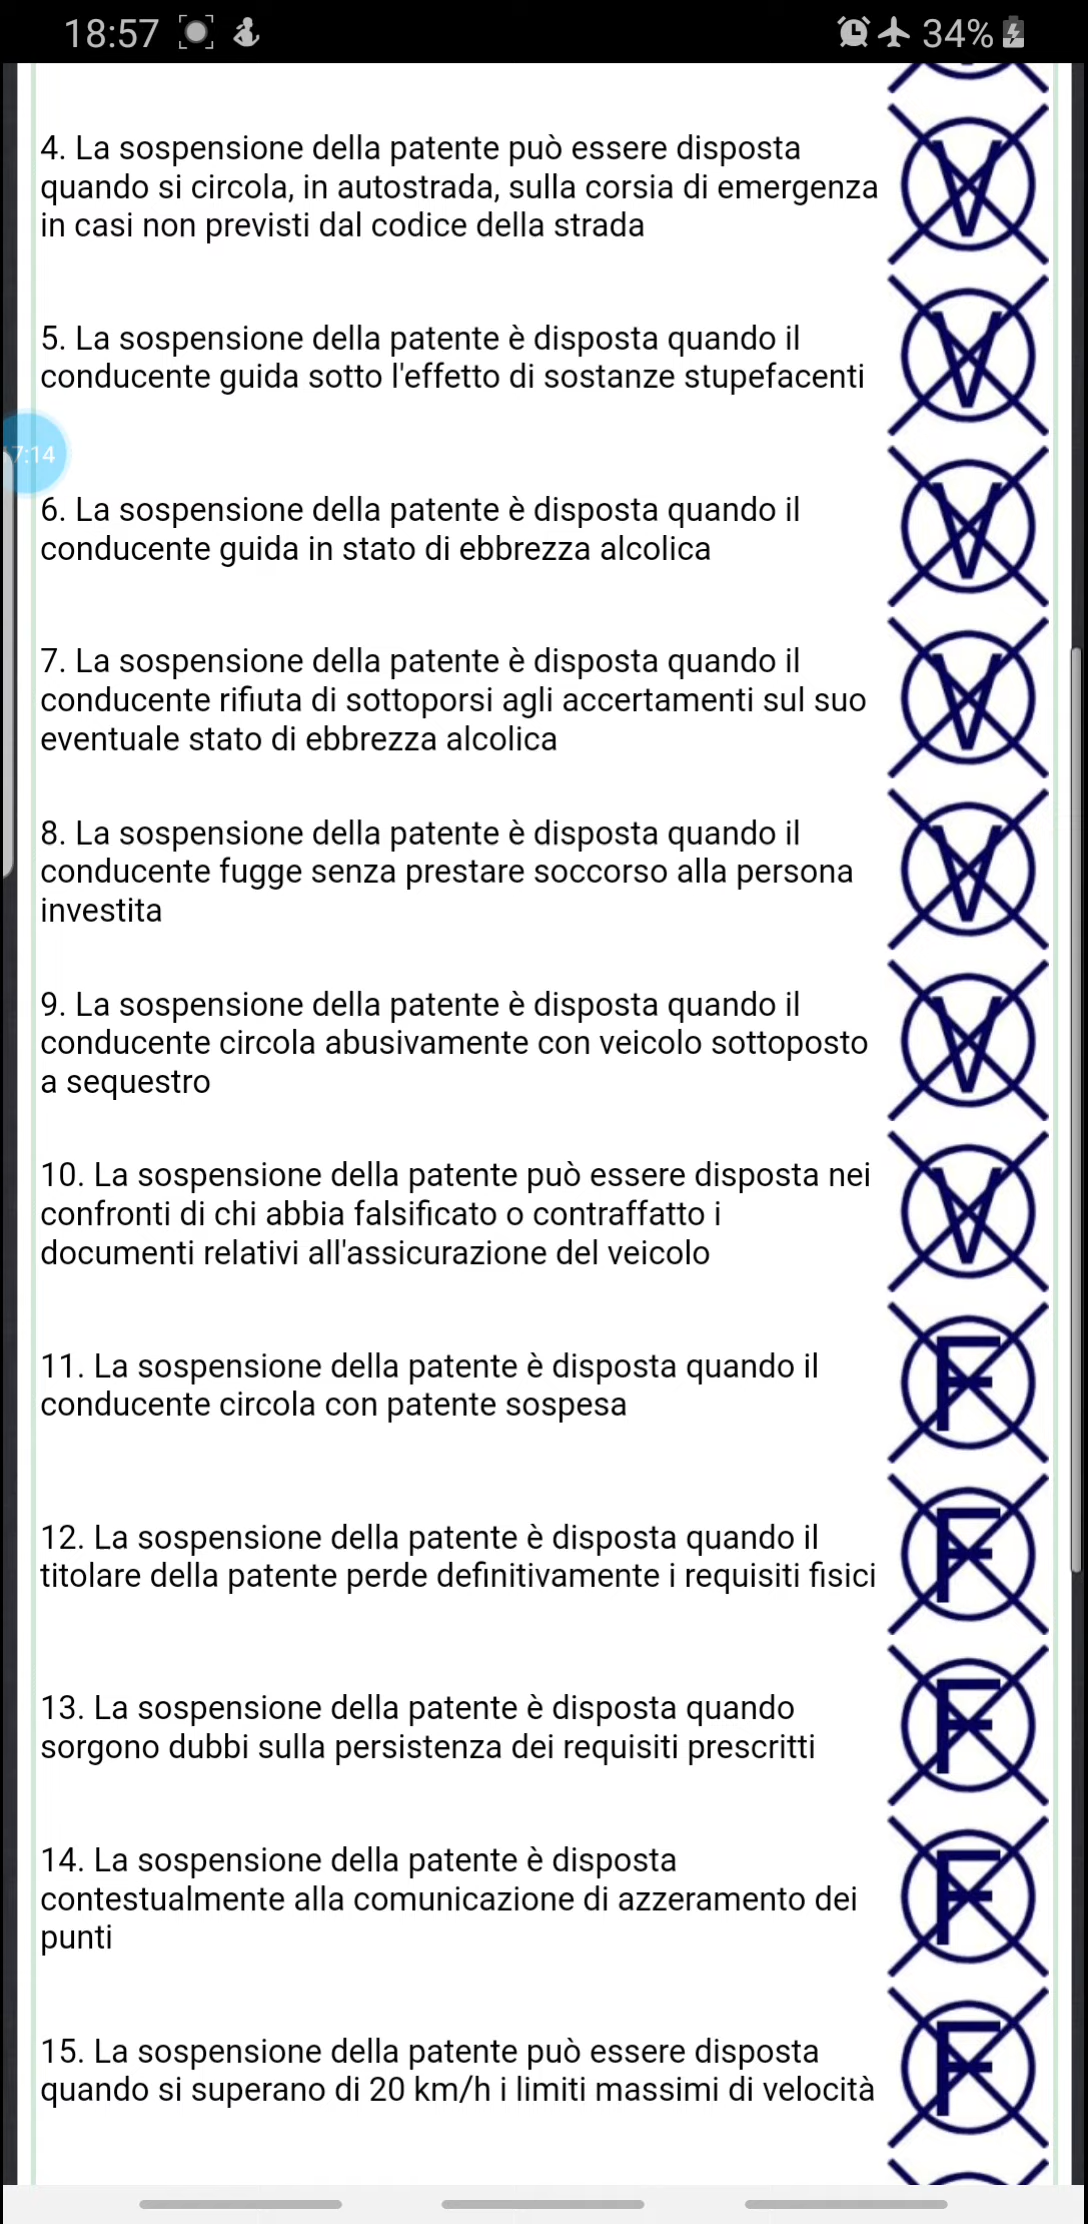 18:57
34%
4. La sospensione della patente può essere disposta
quando si circola, in autostrada, sulla corsia di emergenza
in casi non previsti dal codice della strada
V
5. La sospensione della patente è disposta quando il
conducente guida sotto l'effetto di sostanze stupefacenti
V
7:14
6. La sospensione della patente è disposta quando il
conducente guida in stato di ebbrezza alcolica
V
7. La sospensione della patente è disposta quando il
conducente rifiuta di sottoporsi agli accertamenti sul suo
eventuale stato di ebbrezza alcolica
V
8. La sospensione della patente è disposta quando il
conducente fugge senza prestare soccorso alla persona
investita
V
9. La sospensione della patente è disposta quando il
conducente circola abusivamente con veicolo sottoposto
a sequestro
V
10. La sospensione della patente può essere disposta nei
confronti di chi abbia falsificato o contraffatto i
documenti relativi all'assicurazione del veicolo
V
11. La sospensione della patente è disposta quando il
conducente circola con patente sospesa
F
12. La sospensione della patente è disposta quando il
titolare della patente perde definitivamente i requisiti fisici
F
13. La sospensione della patente è disposta quando
sorgono dubbi sulla persistenza dei requisiti prescritti
F
14. La sospensione della patente è disposta
contestualmente alla comunicazione di azzeramento dei
punti
F
15. La sospensione della patente può essere disposta
quando si superano di 20 km/h i limiti massimi di velocità
F